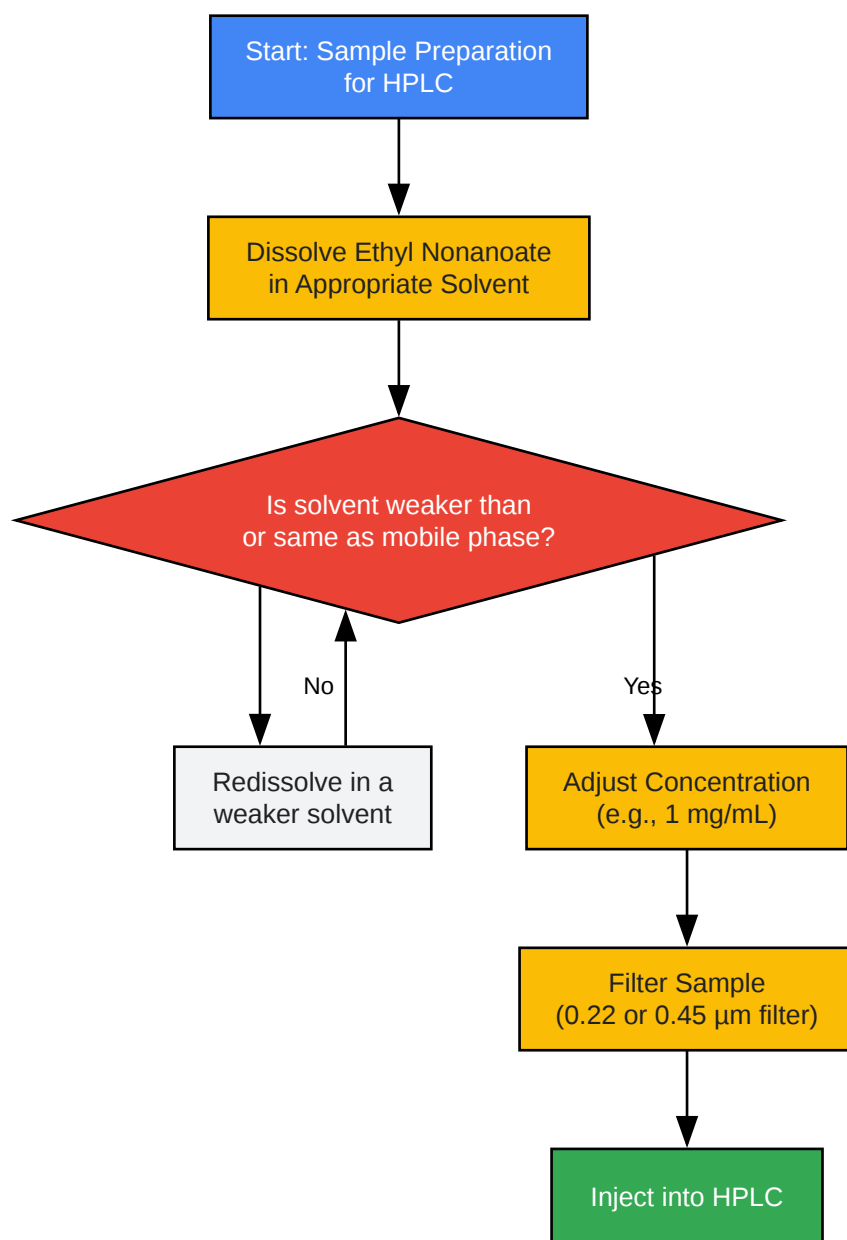 Start: Sample Preparation
for HPLC
Dissolve Ethyl Nonanoate
in Appropriate Solvent
Is solvent weaker than
or same as mobile phase?
No
Yes
Redissolve in a
weaker solvent
Adjust Concentration
(e.g., 1 mg/mL)
Filter Sample
(0.22 or 0.45 µm filter)
Inject into HPLC